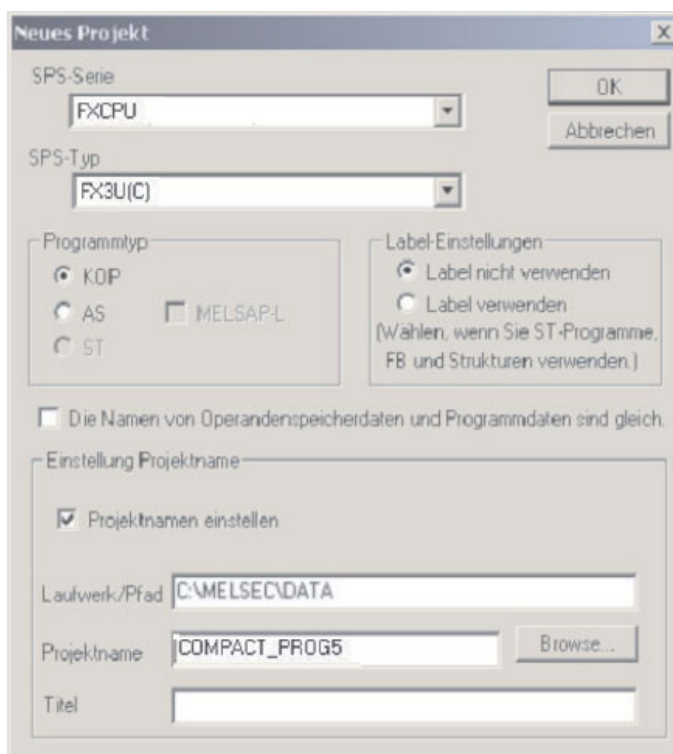 Neues Projekt
SPS-Serie
FXCPU
OK
Abbrechen
SPS-Typ
FX3U(C)
Programmtyp
KOP
AS
MELSAP-L
ST
Label-Einstellungen
Label nicht verwenden
Label verwenden
(Wählen, wenn Sie ST-Programme,
FB und Strukturen verwenden.)
Die Namen von Operandenspeicherdaten und Programmdaten sind gleich.
Einstellung Projektname
Projektnamen einstellen
Laufwerk/Pfad C:\MELSEC\DATA
Projektname COMPACT_PROG5 Browse...
Titel